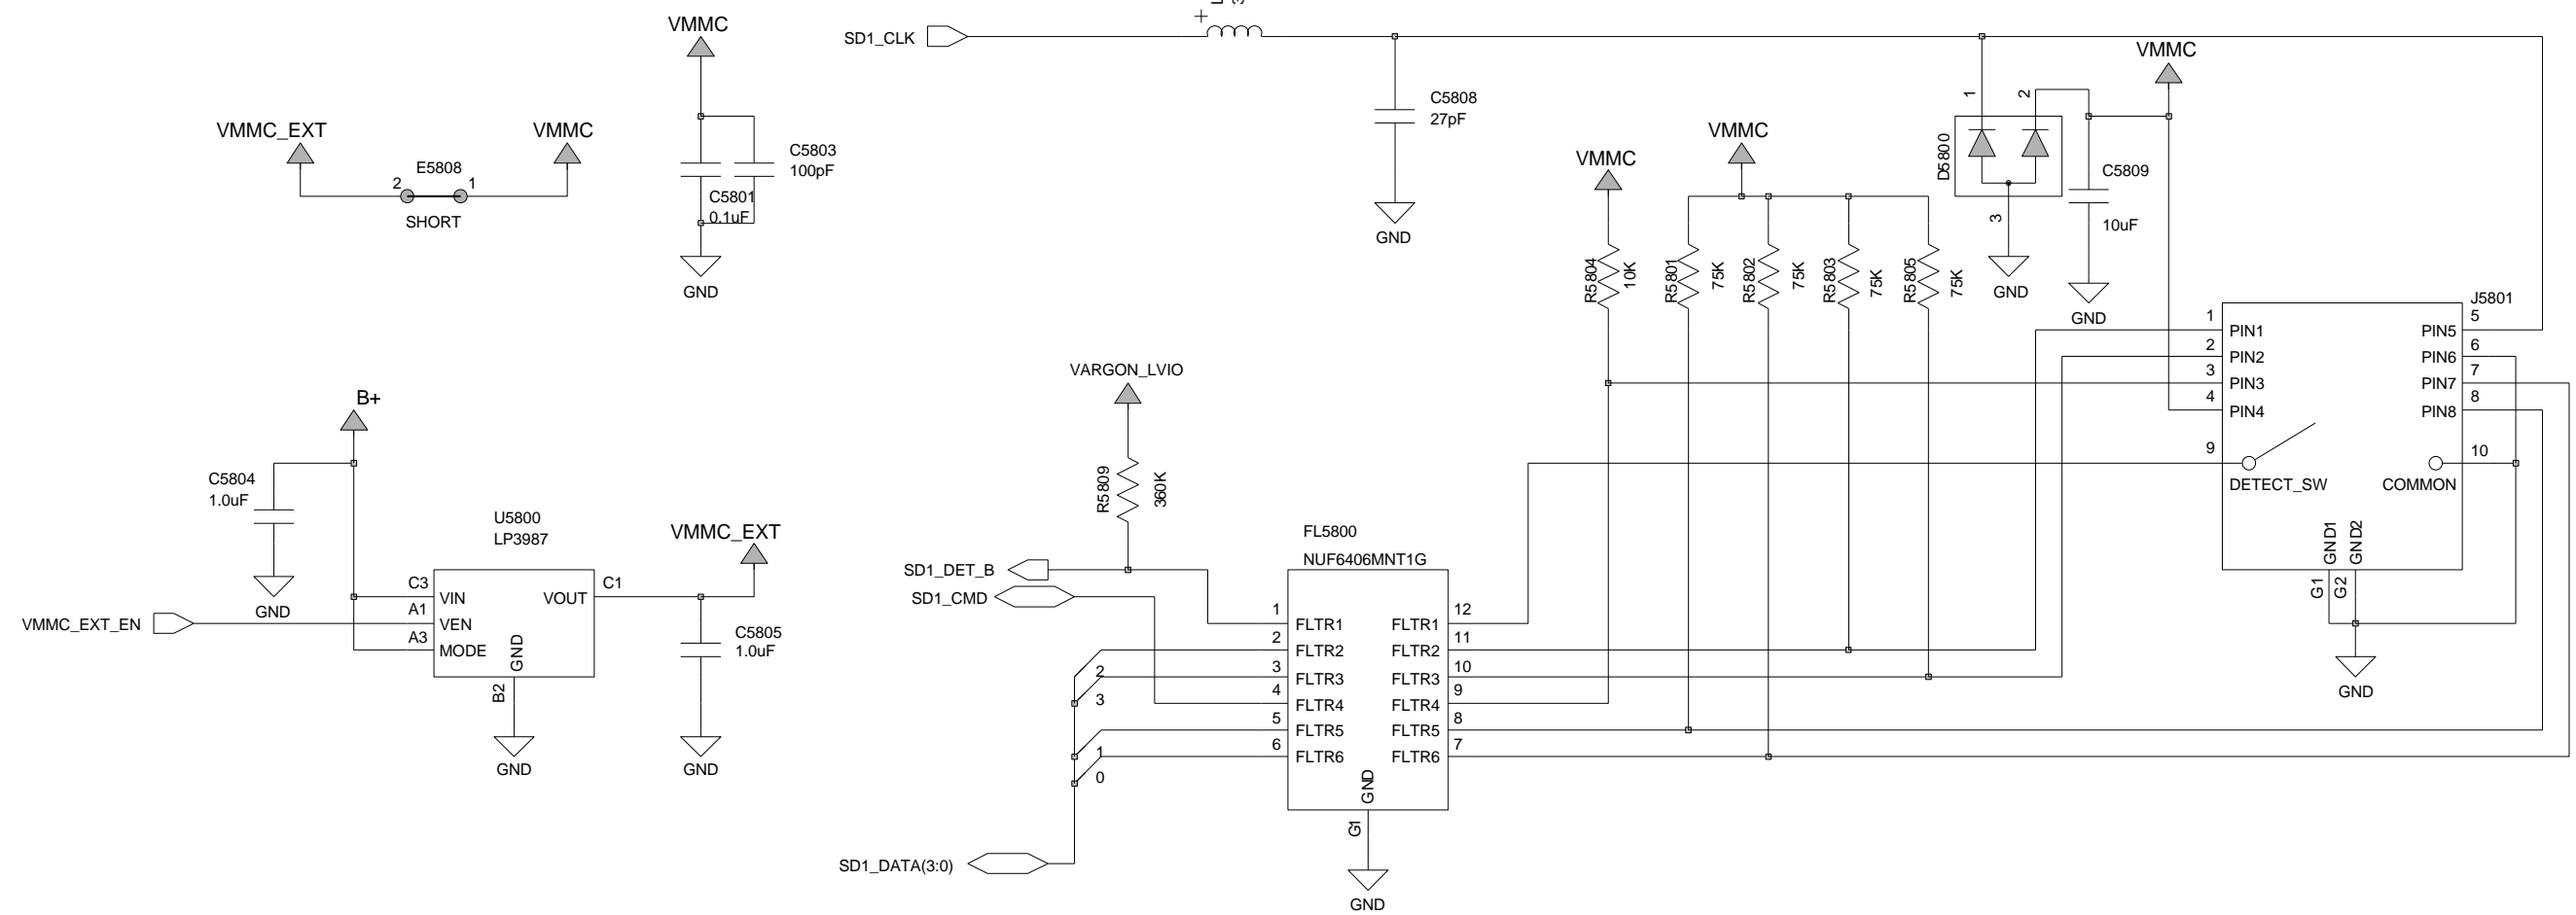 VMMC
SD1_CLK
+
VMMC
C5808
27pF
1
2
D5800
3
GND
C5809
10uF
GND
VMMC_EXT
VMMC
E5808
2
1
SHORT
C5803
100pF
C5801
0.1uF
GND
GND
VMMC
VMMC
R5804
10K
R5801
75K
R5802
75K
R5803
75K
R5805
75K
J5801
1
PIN1
2
PIN2
3
PIN3
4
PIN4
9
DETECT_SW
5
PIN5
6
PIN6
7
PIN7
8
PIN8
10
COMMON
GND1
GND2
G1
G2
GND
B+
C5804
1.0uF
GND
U5800
LP3987
VMMC_EXT
C3
VIN
A1
VEN
A3
MODE
VOUT
C1
GND
B2
GND
VMMC_EXT_EN
C5805
1.0uF
GND
VARGON_LVIO
R5809
360K
SD1_DET_B
SD1_CMD
FL5800
NUF6406MNT1G
1
FLTR1
2
FLTR2
3
FLTR3
4
FLTR4
5
FLTR5
6
FLTR6
12
FLTR1
11
FLTR2
10
FLTR3
9
FLTR4
8
FLTR5
7
FLTR6
2
3
1
0
GND
G1
GND
SD1_DATA(3:0)